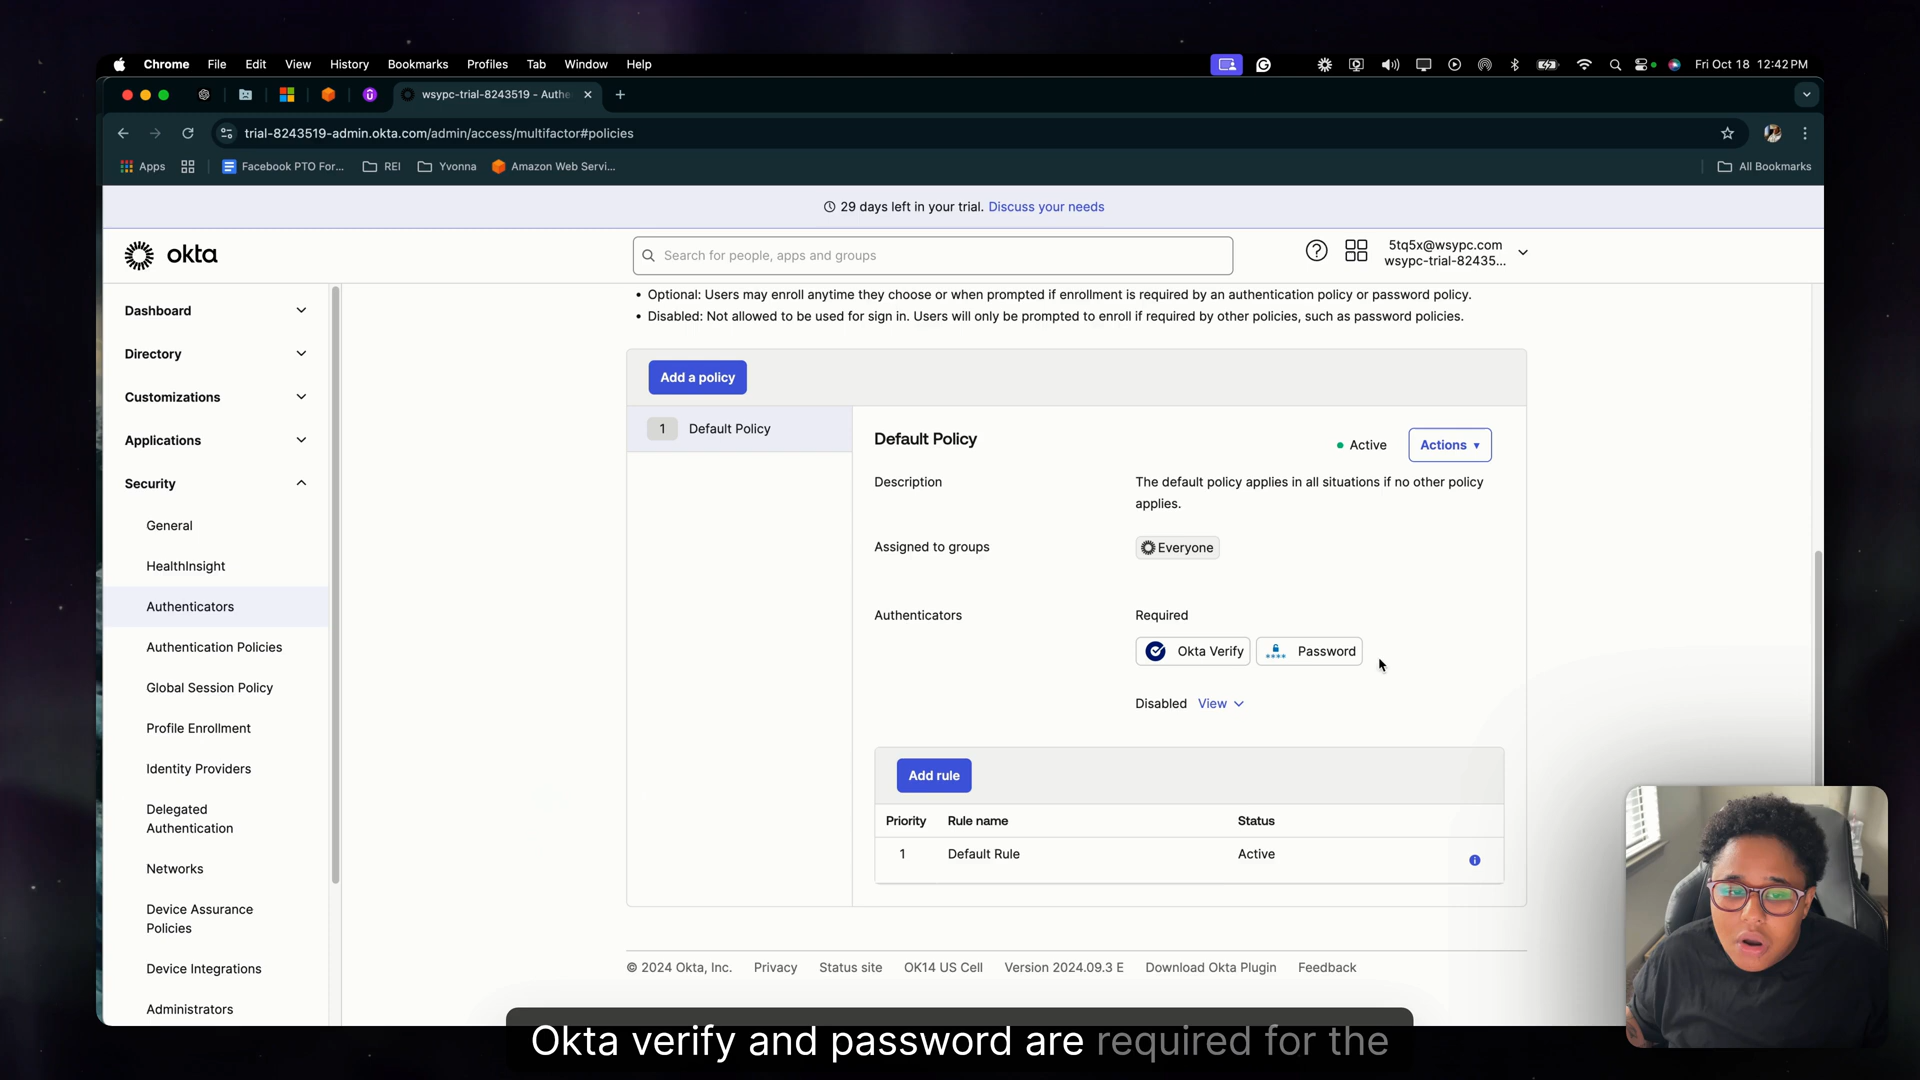 Chrome File Edit View History Bookmarks Profiles Tab Window Help
Fri Oct 18 12:42 PM
wsypc-trial-8243519 - Authe
trial-8243519-admin.okta.com/admin/access/multifactor#policies
Apps Facebook PTO For... REI Yvonna Amazon Web Servi... All Bookmarks
29 days left in your trial. Discuss your needs
okta
Search for people, apps and groups
5tq5x@wsypc.com
wsypc-trial-82435...
Dashboard
Directory
Customizations
Applications
Security
General
HealthInsight
Authenticators
Authentication Policies
Global Session Policy
Profile Enrollment
Identity Providers
Delegated
Authentication
Networks
Device Assurance
Policies
Device Integrations
Administrators
• Optional: Users may enroll anytime they choose or when prompted if enrollment is required by an authentication policy or password policy.
• Disabled: Not allowed to be used for sign in. Users will only be prompted to enroll if required by other policies, such as password policies.
Add a policy
1 Default Policy
Default Policy
Active
Actions
Description
The default policy applies in all situations if no other policy
applies.
Assigned to groups
Everyone
Authenticators
Required
Okta Verify
Password
Disabled View
Add rule
Priority Rule name Status
1 Default Rule Active
© 2024 Okta, Inc. Privacy Status site OK14 US Cell Version 2024.09.3 E Download Okta Plugin Feedback
Okta verify and password are required for the